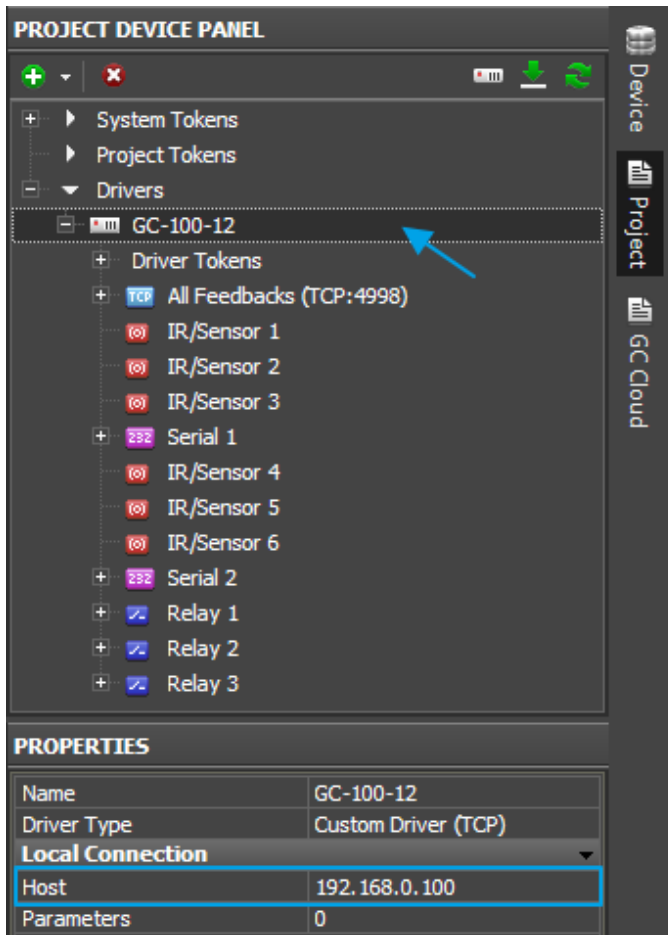 PROJECT DEVICE PANEL
System Tokens
Project Tokens
Drivers
GC-100-12
Driver Tokens
TCP All Feedbacks (TCP:4998)
IR/Sensor 1
IR/Sensor 2
IR/Sensor 3
232 Serial 1
IR/Sensor 4
IR/Sensor 5
IR/Sensor 6
232 Serial 2
Relay 1
Relay 2
Relay 3
Device
Project
GC Cloud
PROPERTIES
Name GC-100-12
Driver Type Custom Driver (TCP)
Local Connection
Host 192.168.0.100
Parameters 0